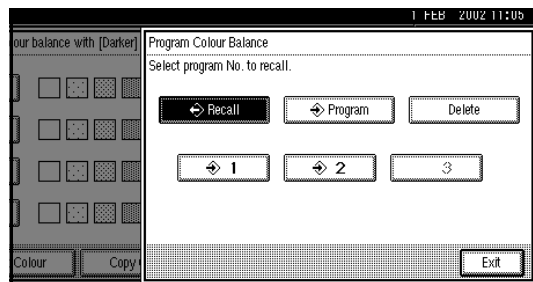 1 FEB 2002 11:05
our balance with [Darker]
Program Colour Balance
Select program No. to recall.
Recall Program Delete
1 2 3
Colour Copy
Exit